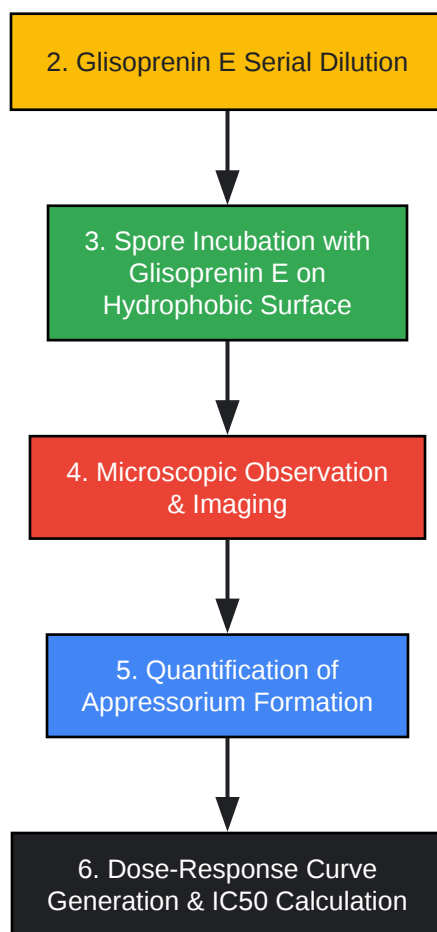 2. Glisoprenin E Serial Dilution
3. Spore Incubation with
Glisoprenin E on
Hydrophobic Surface
4. Microscopic Observation
& Imaging
5. Quantification of
Appressorium Formation
6. Dose-Response Curve
Generation & IC50 Calculation